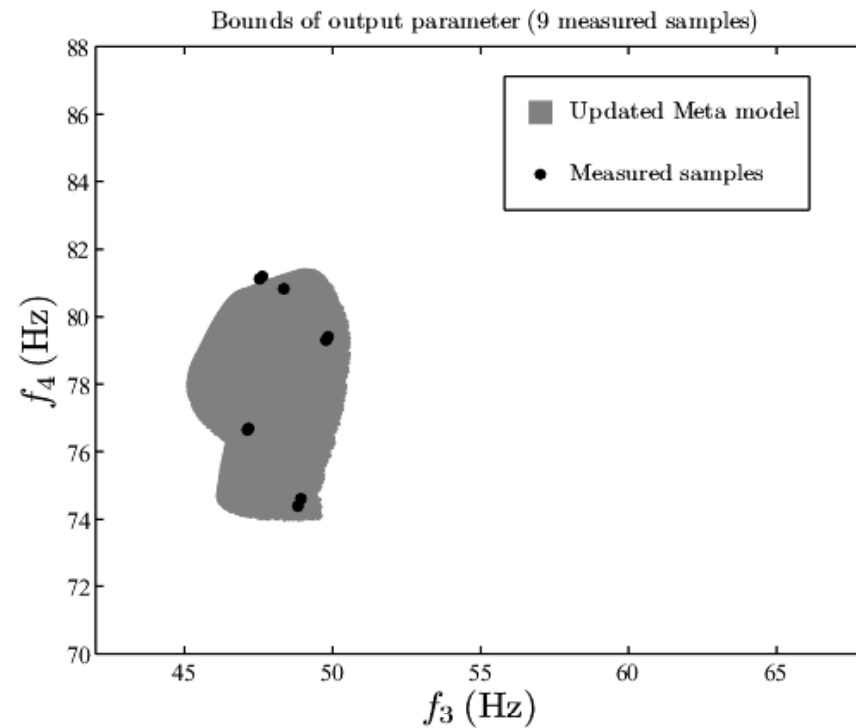 Bounds of output parameter (9 measured samples)
88
86
84
82
80
78
76
74
72
70
f₄ (Hz)
Updated Meta model
Measured samples
45 50 55 60 65
f₃ (Hz)